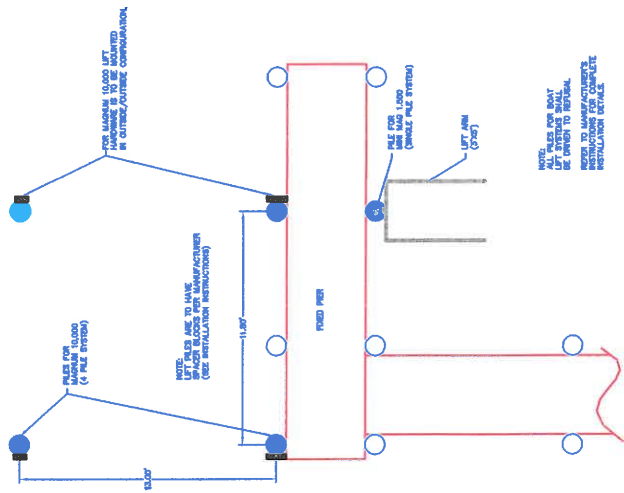 PILES FOR
MAGNUM 10,000
(4 PILE SYSTEM)
FOR MAGNUM 10,000 LIFT
HARDWARE IS TO BE MOUNTED
IN OUTSIDE/OUTSIDE CONFIGURATION.
13.00'
NOTE:
LIFT PILES ARE TO HAVE
SPACER BLOCKS PER MANUFACTURER
(SEE INSTALLATION INSTRUCTIONS)
11.80'
FIXED PIER
PILE FOR
MINI MAG 1,500
(SINGLE PILE SYSTEM)
LIFT ARM
NOTE:
ALL PILES FOR BOAT
LIFT SYSTEMS SHALL
BE DRIVEN TO REFUSAL
REFER TO MANUFACTURER'S
INSTRUCTIONS FOR COMPLETE
INSTALLATION DETAILS.